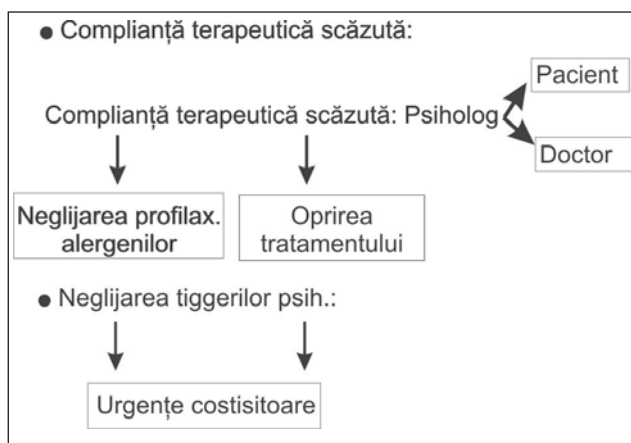 ● Complianță terapeutică scăzută:
Pacient
Complianță terapeutică scăzută: Psiholog
Doctor
Neglijarea profilax.
alergenilor
Oprirea
tratamentului
● Neglijarea tiggerilor psih.:
Urgențe costisitoare